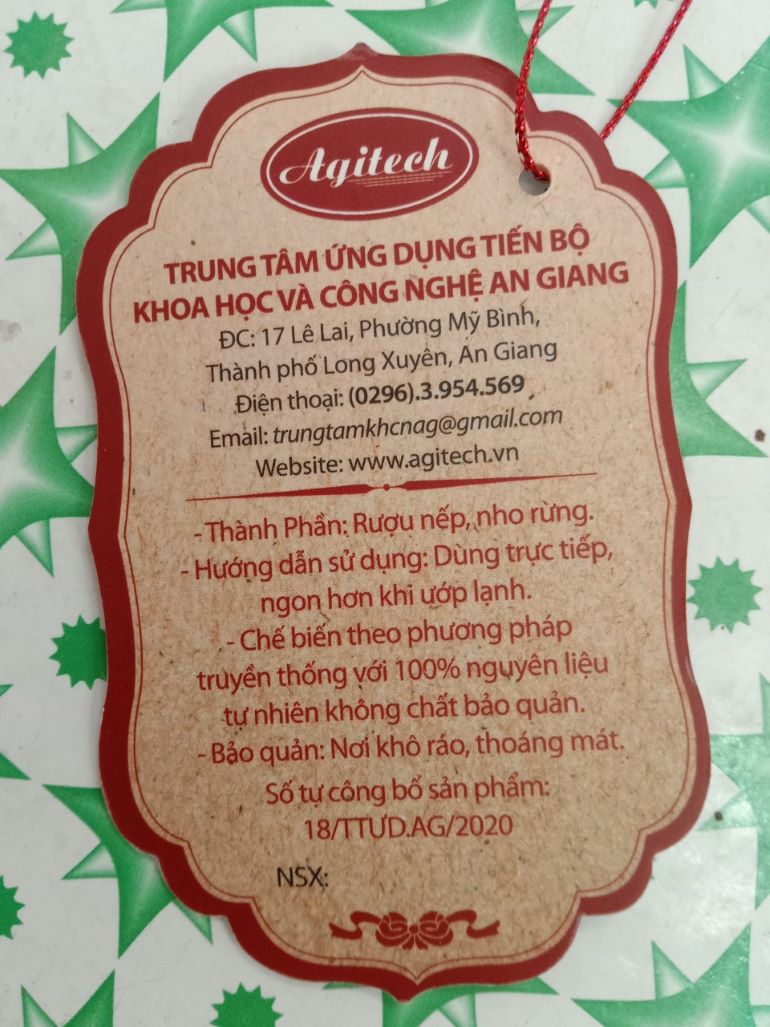 Agitech
TRUNG TÂM ỨNG DỤNG TIẾN BỘ
KHOA HỌC VÀ CÔNG NGHỆ AN GIANG
ĐC: 17 Lê Lai, Phường Mỹ Bình,
Thành phố Long Xuyên, An Giang
Điện thoại: (0296).3.954.569
Email: trungtamkhcnag@gmail.com
Website: www.agitech.vn
- Thành Phần: Rượu nếp, nho rừng.
- Hướng dẫn sử dụng: Dùng trực tiếp,
ngon hơn khi ướp lạnh.
- Chế biến theo phương pháp
truyền thống với 100% nguyên liệu
tự nhiên không chất bảo quản.
- Bảo quản: Nơi khô ráo, thoáng mát.
Số tự công bố sản phẩm:
18/TTƯD.AG/2020
NSX: